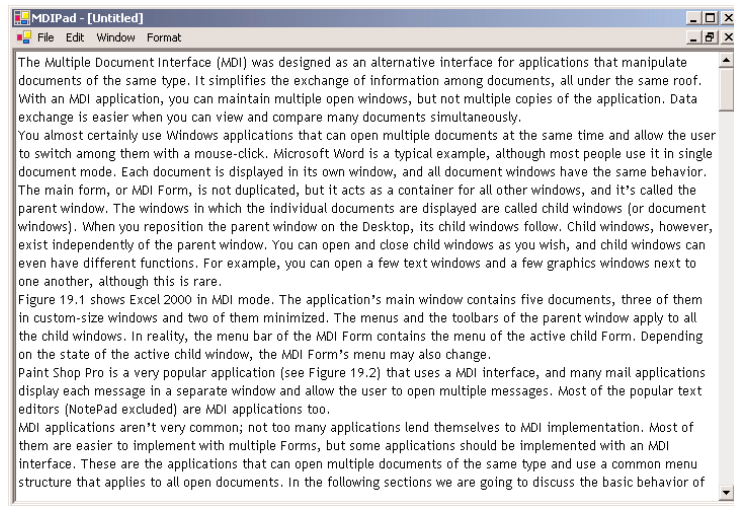 MDIPad - [Untitled]
File Edit Window Format
The Multiple Document Interface (MDI) was designed as an alternative interface for applications that manipulate
documents of the same type. It simplifies the exchange of information among documents, all under the same roof.
With an MDI application, you can maintain multiple open windows, but not multiple copies of the application. Data
exchange is easier when you can view and compare many documents simultaneously.
You almost certainly use Windows applications that can open multiple documents at the same time and allow the user
to switch among them with a mouse-click. Microsoft Word is a typical example, although most people use it in single
document mode. Each document is displayed in its own window, and all document windows have the same behavior.
The main form, or MDI Form, is not duplicated, but it acts as a container for all other windows, and it's called the
parent window. The windows in which the individual documents are displayed are called child windows (or document
windows). When you reposition the parent window on the Desktop, its child windows follow. Child windows, however,
exist independently of the parent window. You can open and close child windows as you wish, and child windows can
even have different functions. For example, you can open a few text windows and a few graphics windows next to
one another, although this is rare.
Figure 19.1 shows Excel 2000 in MDI mode. The application's main window contains five documents, three of them
in custom-size windows and two of them minimized. The menus and the toolbars of the parent window apply to all
the child windows. In reality, the menu bar of the MDI Form contains the menu of the active child Form. Depending
on the state of the active child window, the MDI Form's menu may also change.
Paint Shop Pro is a very popular application (see Figure 19.2) that uses a MDI interface, and many mail applications
display each message in a separate window and allow the user to open multiple messages. Most of the popular text
editors (NotePad excluded) are MDI applications too.
MDI applications aren't very common; not too many applications lend themselves to MDI implementation. Most of
them are easier to implement with multiple Forms, but some applications should be implemented with an MDI
interface. These are the applications that can open multiple documents of the same type and use a common menu
structure that applies to all open documents. In the following sections we are going to discuss the basic behavior of